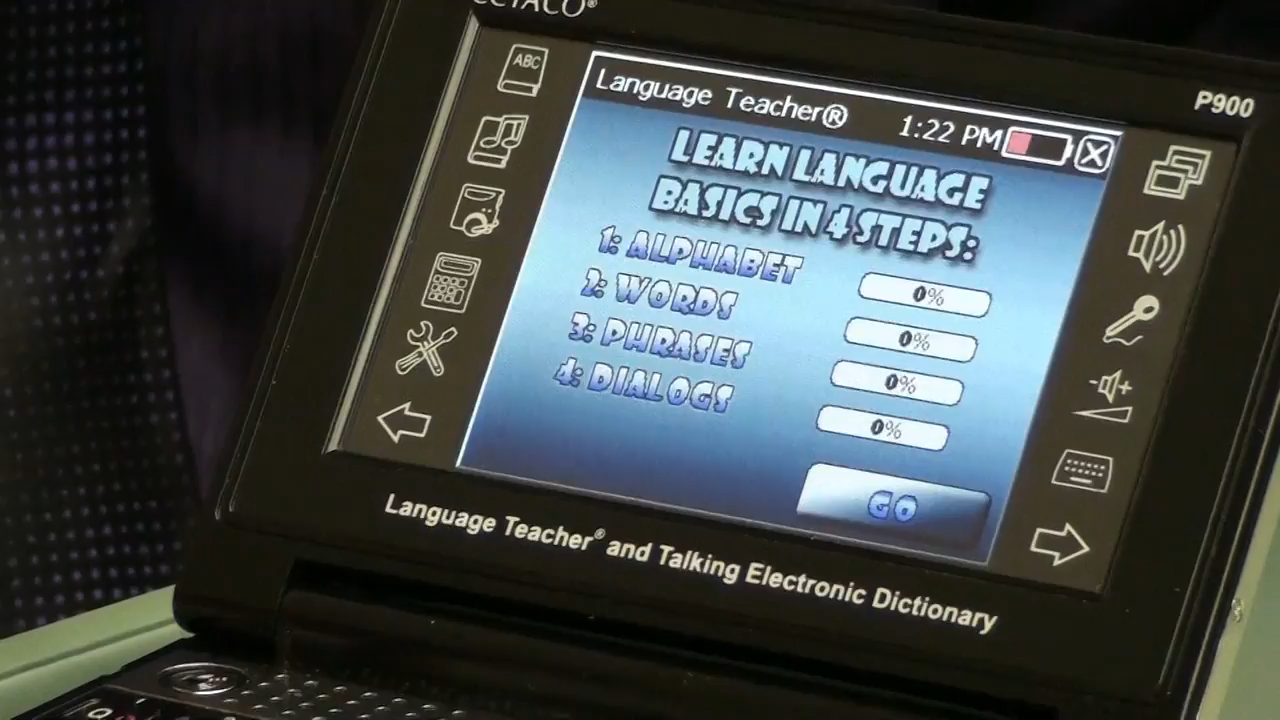 ECTACO®
P900
ABC
Language Teacher® 1:22 PM
LEARN LANGUAGE
BASICS IN 4 STEPS:
1: ALPHABET 0%
2: WORDS 0%
3: PHRASES 0%
4: DIALOGS 0%
GO
Language Teacher® and Talking Electronic Dictionary